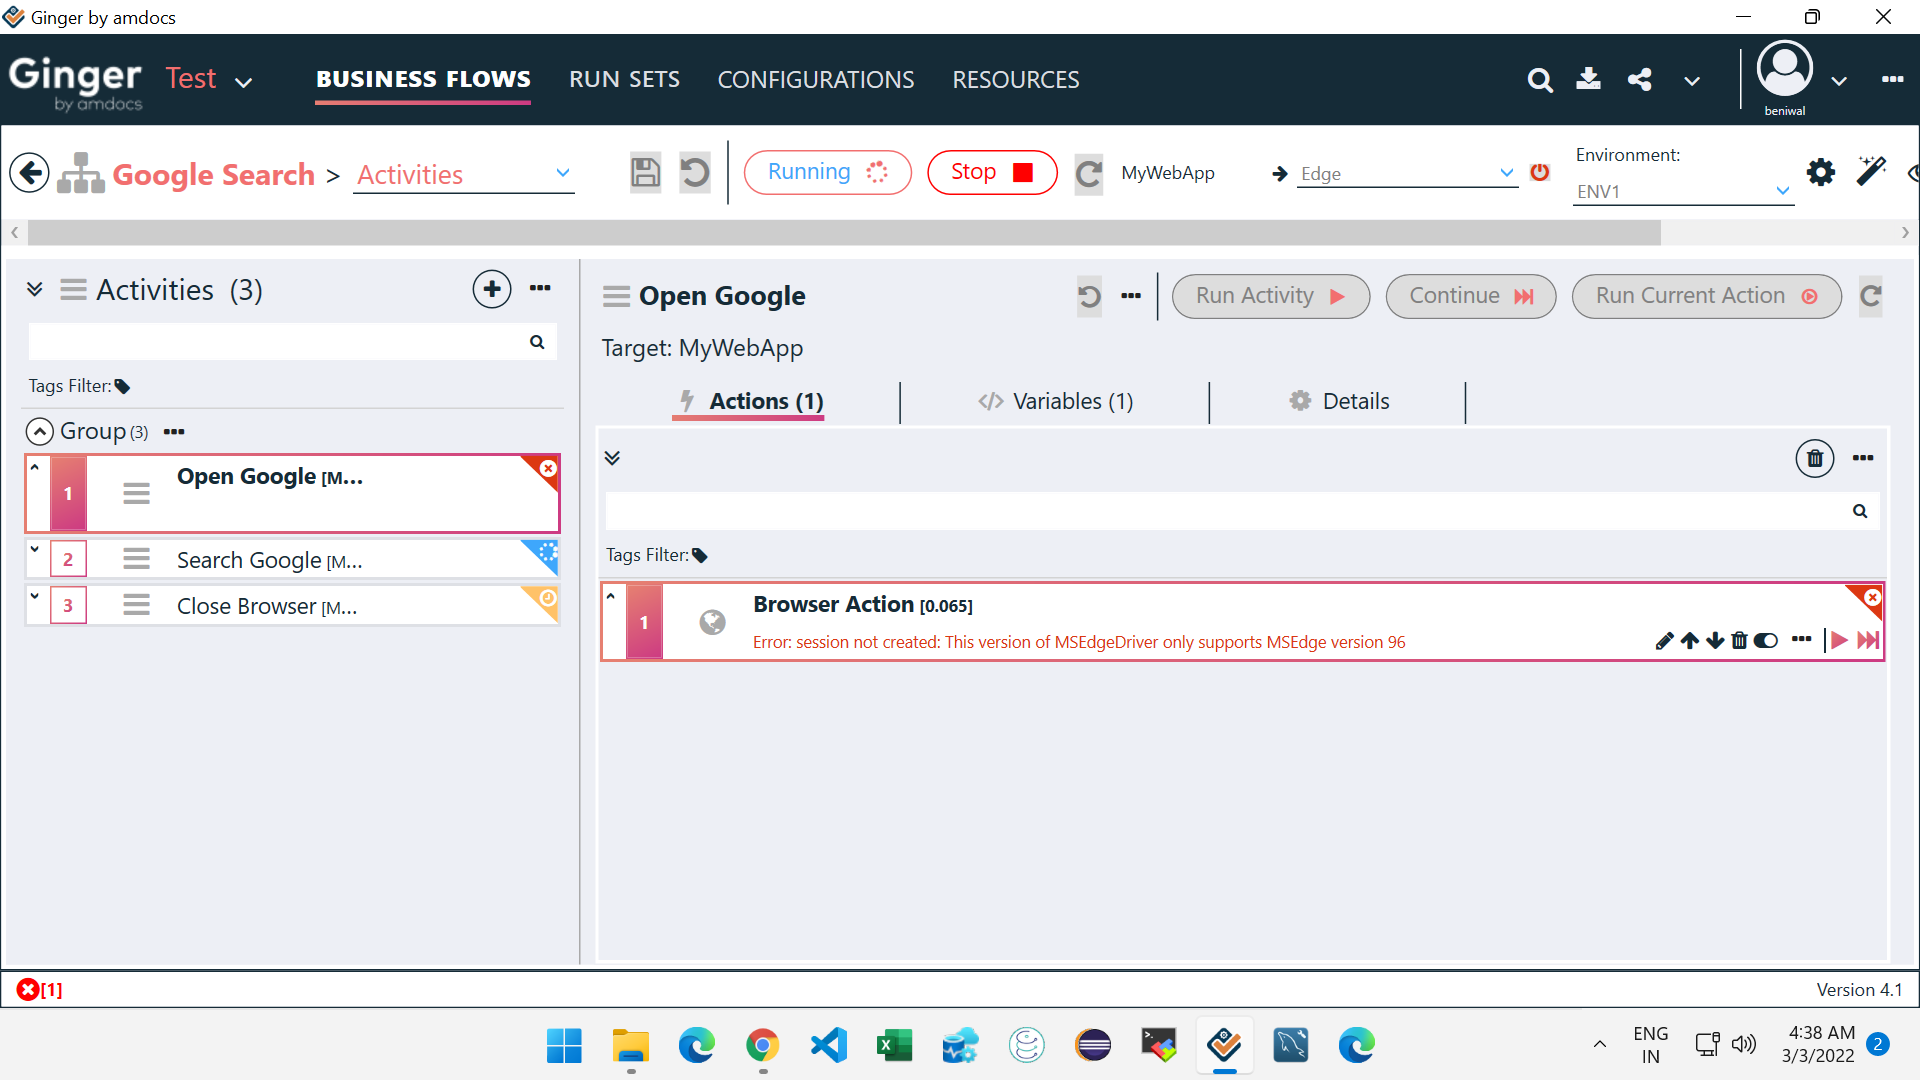 Ginger by amdocs
Ginger by amdocs Test BUSINESS FLOWS RUN SETS CONFIGURATIONS RESOURCES beniwal
Google Search > Activities Running Stop MyWebApp Edge Environment: ENV1
Activities (3)
Tags Filter:
Group (3)
1 Open Google [M...
2 Search Google [M...
3 Close Browser [M...
Open Google Run Activity Continue Run Current Action
Target: MyWebApp
Actions (1) Variables (1) Details
Tags Filter:
1 Browser Action [0.065]
Error: session not created: This version of MSEdgeDriver only supports MSEdge version 96
[1] Version 4.1
ENG 4:38 AM
IN 3/3/2022 2